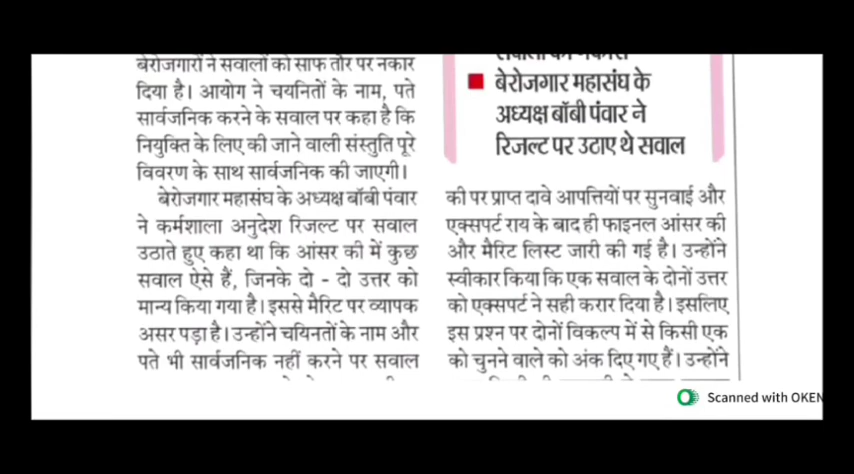 बेरोजगारों ने सवालों को साफ तौर पर नकार
दिया है। आयोग ने चयनितों के नाम, पते
सार्वजनिक करने के सवाल पर कहा है कि
नियुक्ति के लिए की जाने वाली संस्तुति पूरे
विवरण के साथ सार्वजनिक की जाएगी।
बेरोजगार महासंघ के अध्यक्ष बॉबी पंवार
ने कर्मशाला अनुदेश रिजल्ट पर सवाल
उठाते हुए कहा था कि आंसर की में कुछ
सवाल ऐसे हैं, जिनके दो - दो उत्तर को
मान्य किया गया है। इससे मैरिट पर व्यापक
असर पड़ा है। उन्होंने चयिनतों के नाम और
पते भी सार्वजनिक नहीं करने पर सवाल
बेरोजगार महासंघ के
अध्यक्ष बॉबी पंवार ने
रिजल्ट पर उठाए थे सवाल
की पर प्राप्त दावे आपत्तियों पर सुनवाई और
एक्सपर्ट राय के बाद ही फाइनल आंसर की
और मैरिट लिस्ट जारी की गई है। उन्होंने
स्वीकार किया कि एक सवाल के दोनों उत्तर
को एक्सपर्ट ने सही करार दिया है। इसलिए
इस प्रश्न पर दोनों विकल्प में से किसी एक
को चुनने वाले को अंक दिए गए हैं। उन्होंने
Scanned with OKEN